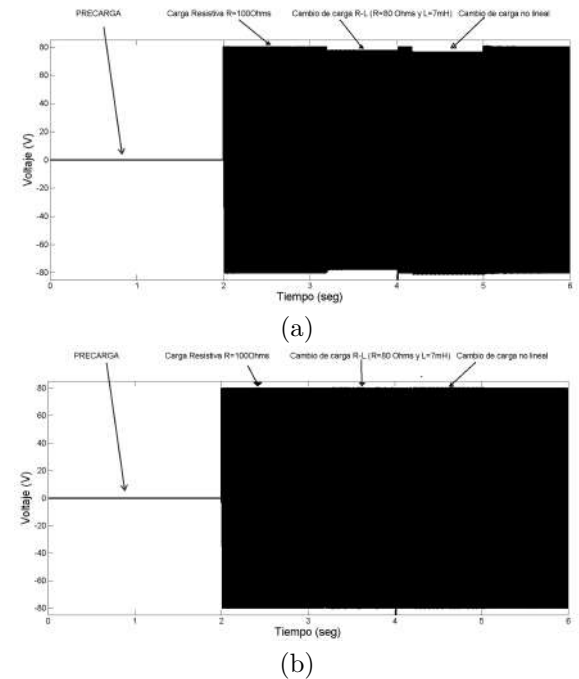 PRECARGA Carga Resistiva R=100Ohms Cambio de carga R-L (R=80 Ohms y L=7mH) Cambio de carga no lineal
80
60
40
20
0
-20
-40
-60
-80
Voltaje (V)
0 1 2 3 4 5 6
Tiempo (seg)
(a)
PRECARGA Carga Resistiva R=100Ohms Cambio de carga R-L (R=80 Ohms y L=7mH) Cambio de carga no lineal
80
60
40
20
0
-20
-40
-60
-80
Voltaje (V)
0 1 2 3 4 5 6
Tiempo (seg)
(b)